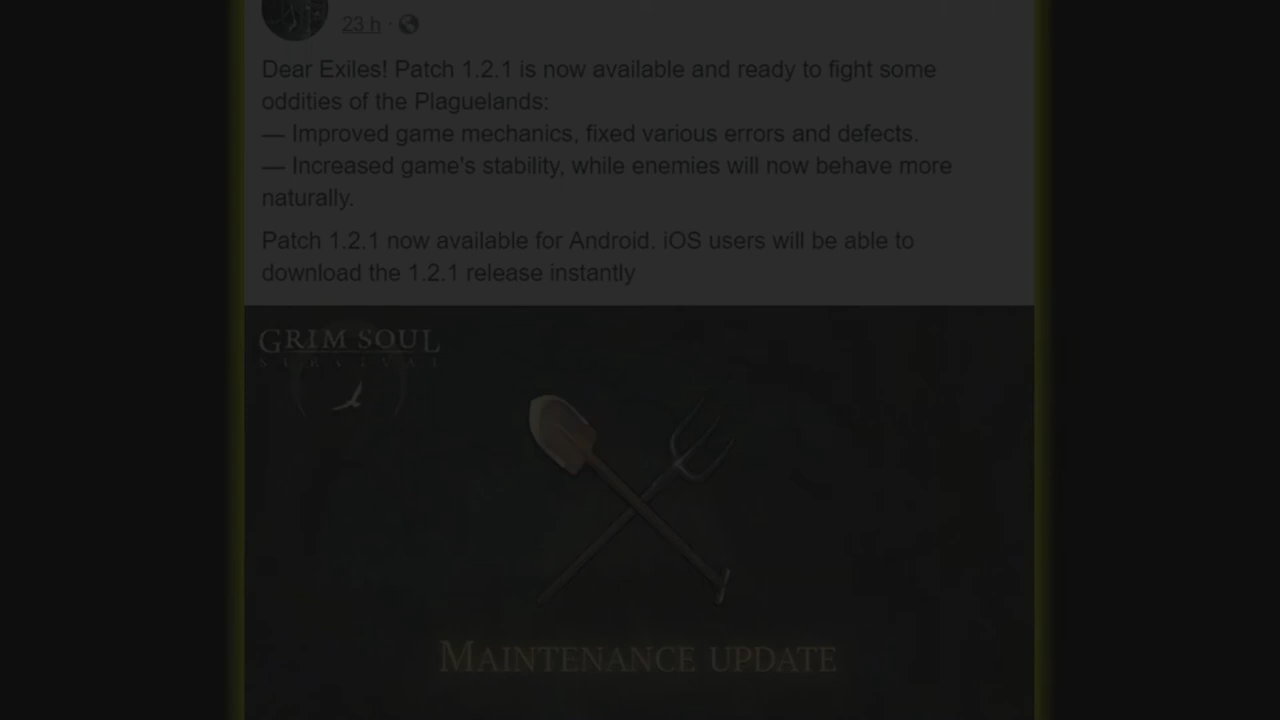 23 h ·
Dear Exiles! Patch 1.2.1 is now available and ready to fight some
oddities of the Plaguelands:
— Improved game mechanics, fixed various errors and defects.
— Increased game's stability, while enemies will now behave more
naturally.
Patch 1.2.1 now available for Android. iOS users will be able to
download the 1.2.1 release instantly
GRIM SOUL
SURVIVAL
MAINTENANCE UPDATE